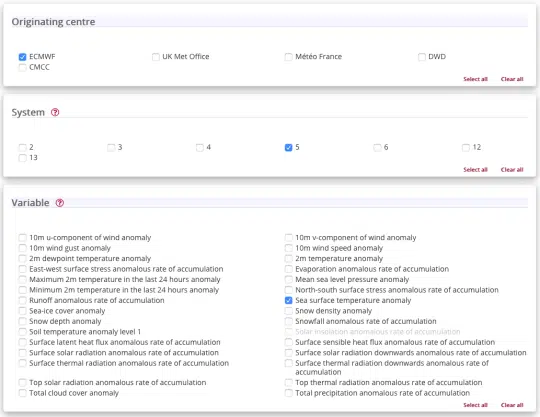 Originating centre
ECMWF UK Met Office Météo France DWD
CMCC
Select all Clear all
System ?
2 3 4 5 6 12
13
Select all Clear all
Variable ?
10m u-component of wind anomaly 10m v-component of wind anomaly
10m wind gust anomaly 10m wind speed anomaly
2m dewpoint temperature anomaly 2m temperature anomaly
East-west surface stress anomalous rate of accumulation Evaporation anomalous rate of accumulation
Maximum 2m temperature in the last 24 hours anomaly Mean sea level pressure anomaly
Minimum 2m temperature in the last 24 hours anomaly North-south surface stress anomalous rate of accumulation
Runoff anomalous rate of accumulation Sea surface temperature anomaly
Sea-ice cover anomaly Snow density anomaly
Snow depth anomaly Snowfall anomalous rate of accumulation
Soil temperature anomaly level 1 Solar insolation anomalous rate of accumulation
Surface latent heat flux anomalous rate of accumulation Surface sensible heat flux anomalous rate of accumulation
Surface solar radiation anomalous rate of accumulation Surface solar radiation downwards anomalous rate of accumulation
Surface thermal radiation anomalous rate of accumulation Surface thermal radiation downwards anomalous rate of
accumulation
Top solar radiation anomalous rate of accumulation Top thermal radiation anomalous rate of accumulation
Total cloud cover anomaly Total precipitation anomalous rate of accumulation
Select all Clear all